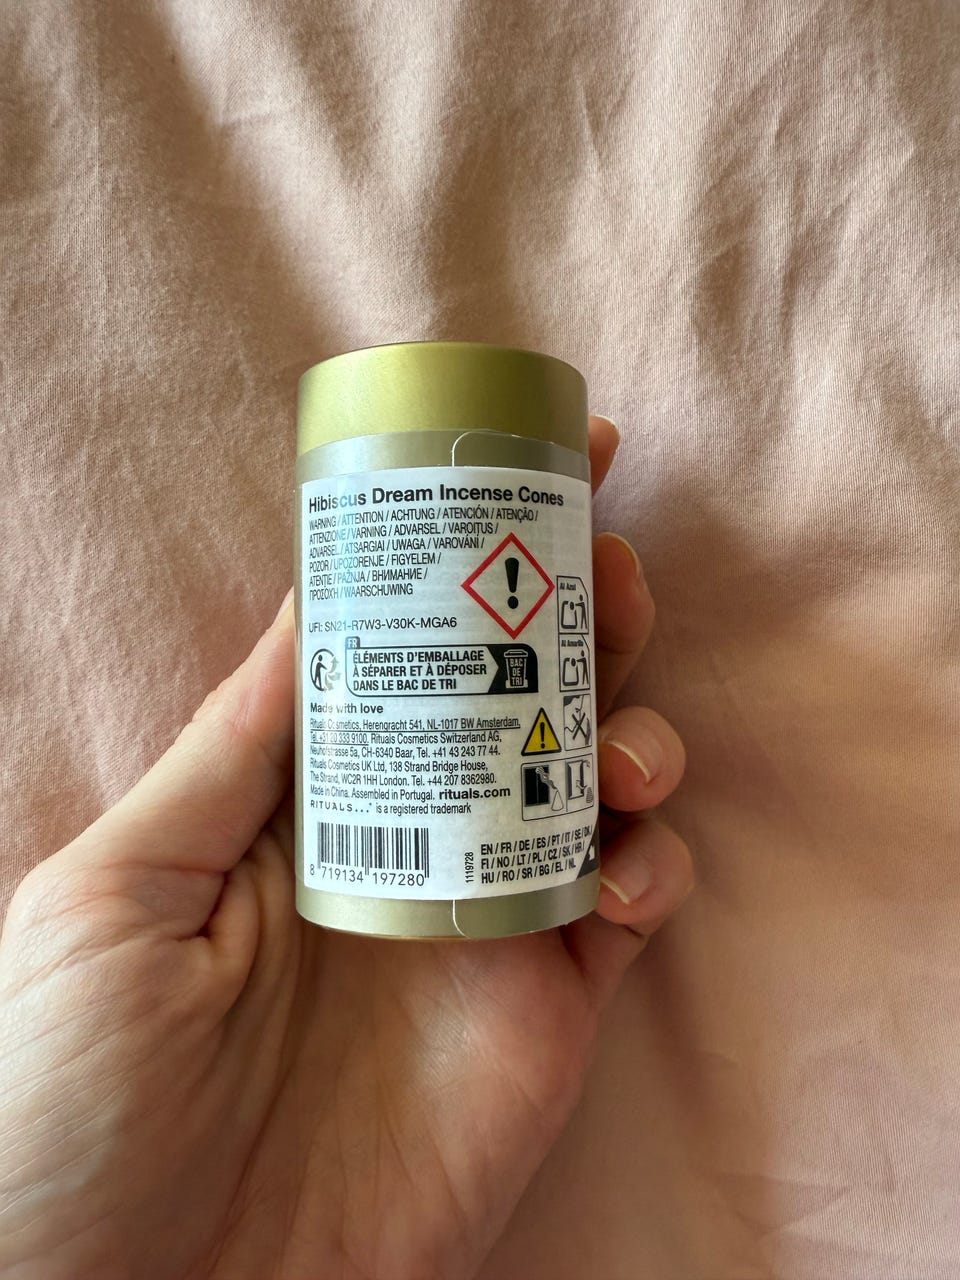 Hibiscus Dream Incense Cones
WARNING / ATTENTION / ACHTUNG / ATENCIÓN / ATENÇÃO /
ATTENZIONE / VARNING / ADVARSEL / VAROITUS /
ADVARSEL / ATSARGIAI / UWAGA / VAROVÁNÍ /
POZOR / UPOZORENJE / FIGYELEM /
ATENȚIE / PAŽNJA / ВНИМАНИЕ /
ΠΡΟΣΟΧΗ / WAARSCHUWING
UFI: SN21-R7W3-V30K-MGA6
Al Azul
Al Amarillo
FR
ÉLÉMENTS D'EMBALLAGE
À SÉPARER ET À DÉPOSER
DANS LE BAC DE TRI
BAC
DE
TRI
Made with love
Rituals Cosmetics, Herengracht 541, NL-1017 BW Amsterdam,
Tel. +31 20 333 9100. Rituals Cosmetics Switzerland AG,
Neuhofstrasse 5a, CH-6340 Baar, Tel. +41 43 243 77 44.
Rituals Cosmetics UK Ltd, 138 Strand Bridge House,
The Strand, WC2R 1HH London. Tel. +44 207 8362980.
Made in China. Assembled in Portugal. rituals.com
RITUALS...® is a registered trademark
8 719134 197280
1119728
EN / FR / DE / ES / PT / IT / SE / DK /
FI / NO / LT / PL / CZ / SK / HR /
HU / RO / SR / BG / EL / NL